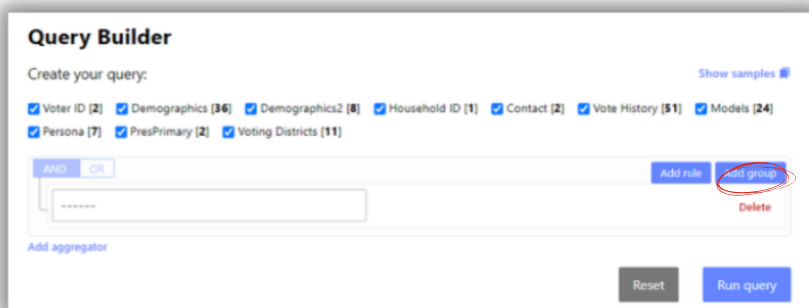 Query Builder
Create your query:
Show samples
Voter ID [2] Demographics [36] Demographics2 [8] Household ID [1] Contact [2] Vote History [51] Models [24]
Persona [7] PresPrimary [2] Voting Districts [11]
AND OR Add rule Add group
------ Delete
Add aggregator
Reset Run query